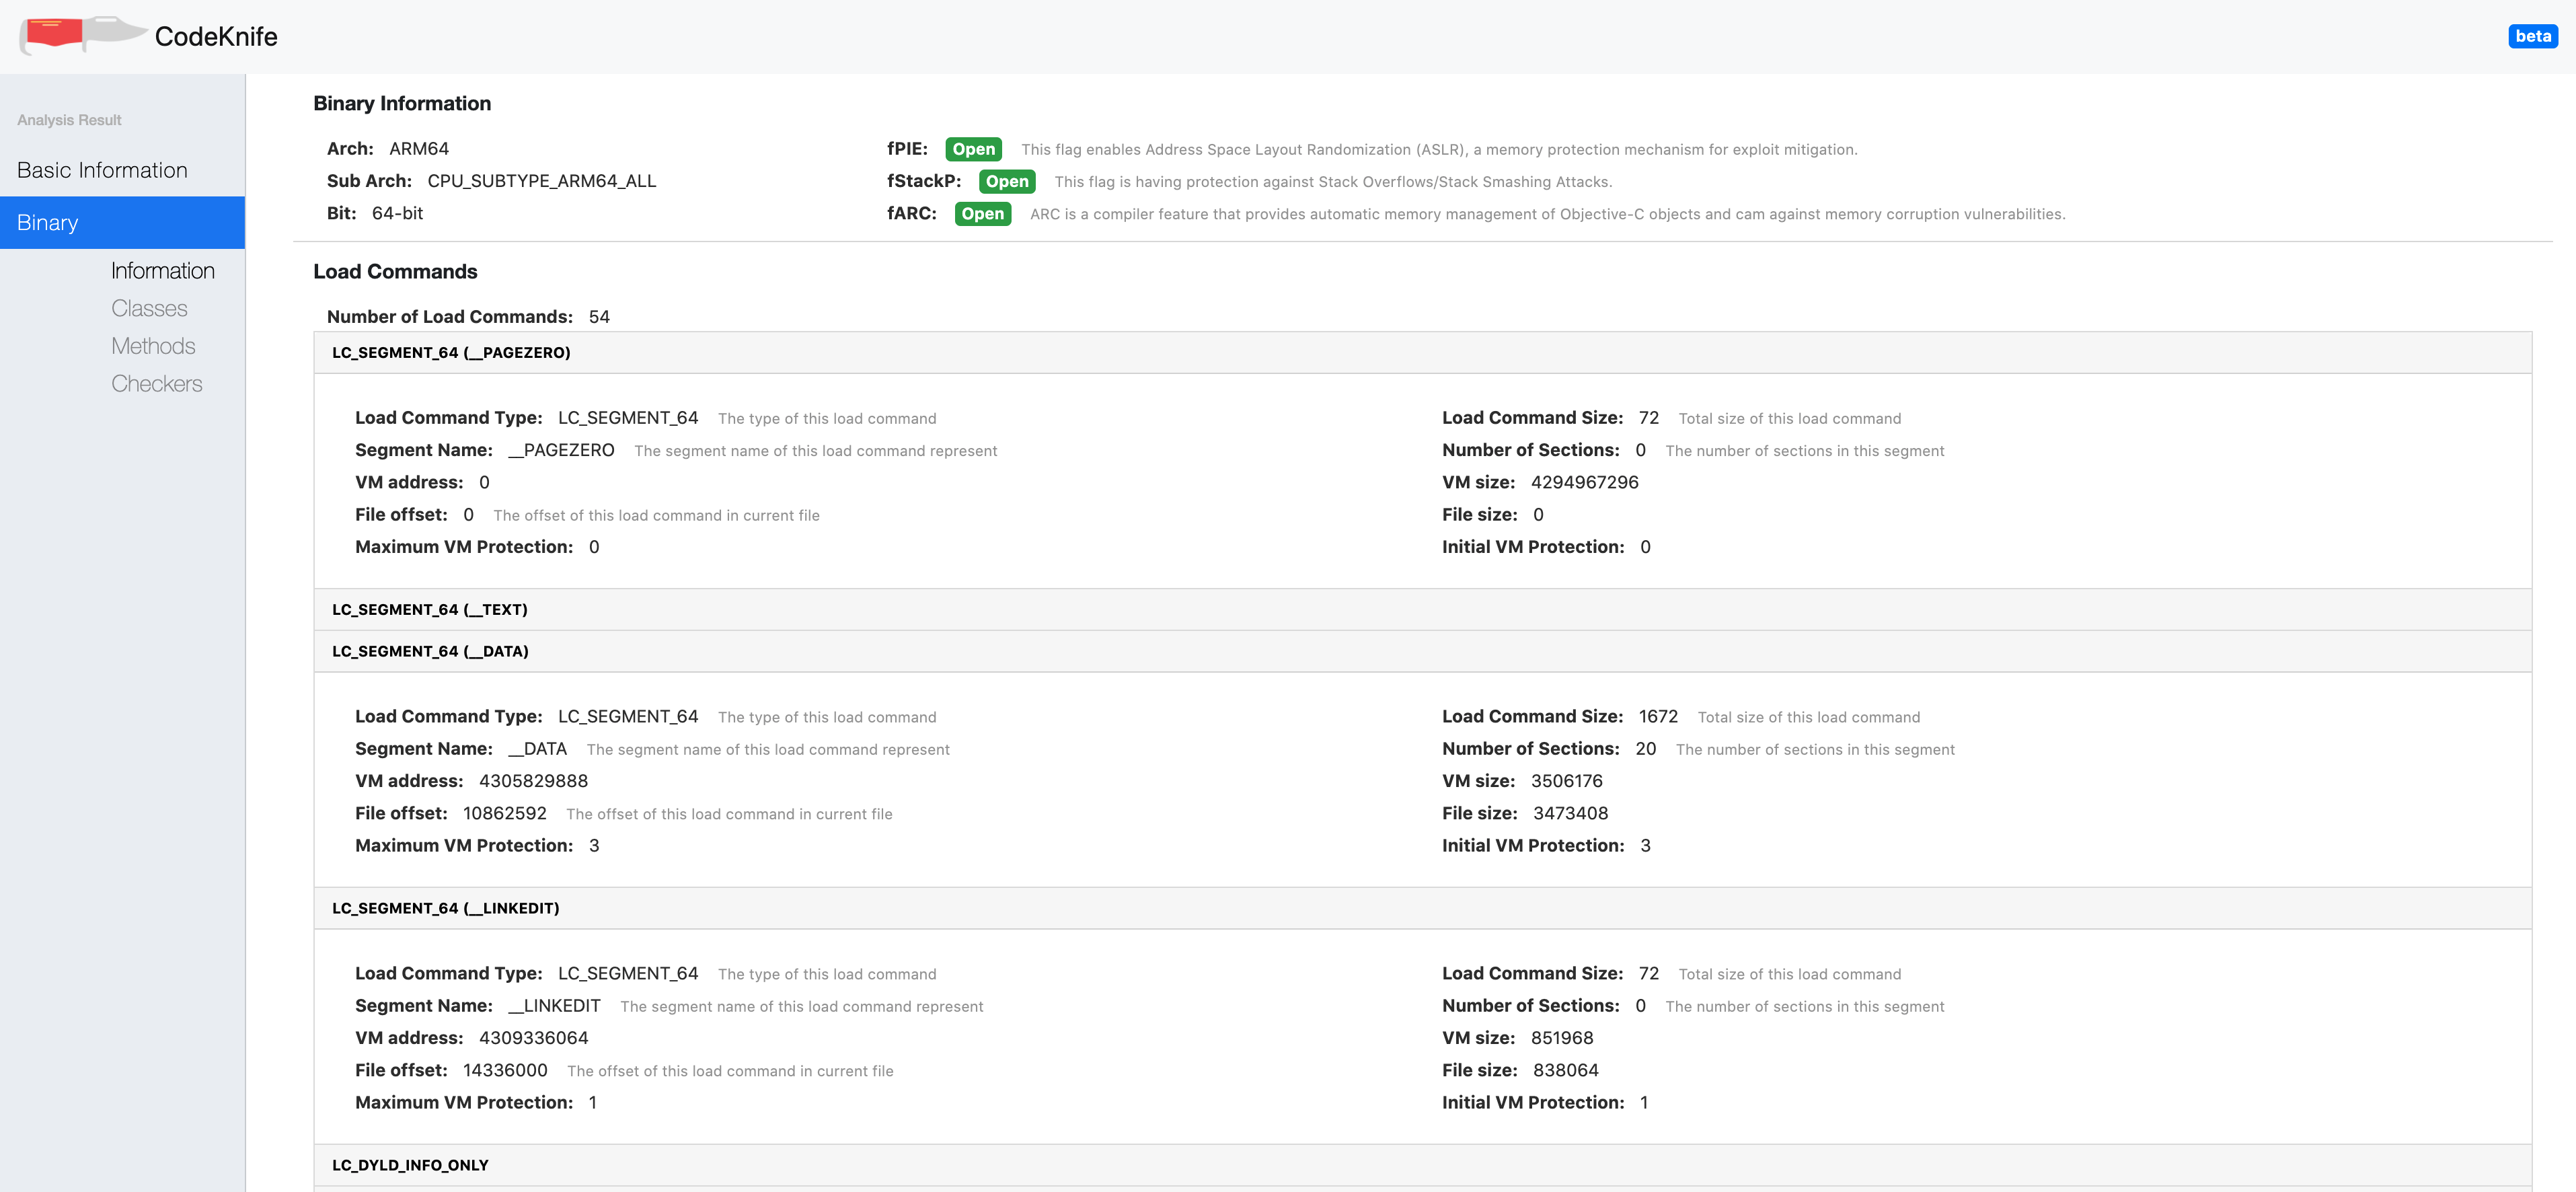 CodeKnife
beta
Analysis Result
Basic Information
Binary
Information
Classes
Methods
Checkers
Binary Information
Arch: ARM64
Sub Arch: CPU_SUBTYPE_ARM64_ALL
Bit: 64-bit
fPIE: Open This flag enables Address Space Layout Randomization (ASLR), a memory protection mechanism for exploit mitigation.
fStackP: Open This flag is having protection against Stack Overflows/Stack Smashing Attacks.
fARC: Open ARC is a compiler feature that provides automatic memory management of Objective-C objects and cam against memory corruption vulnerabilities.
Load Commands
Number of Load Commands: 54
LC_SEGMENT_64 (__PAGEZERO)
Load Command Type: LC_SEGMENT_64 The type of this load command
Segment Name: __PAGEZERO The segment name of this load command represent
VM address: 0
File offset: 0 The offset of this load command in current file
Maximum VM Protection: 0
Load Command Size: 72 Total size of this load command
Number of Sections: 0 The number of sections in this segment
VM size: 4294967296
File size: 0
Initial VM Protection: 0
LC_SEGMENT_64 (__TEXT)
LC_SEGMENT_64 (__DATA)
Load Command Type: LC_SEGMENT_64 The type of this load command
Segment Name: __DATA The segment name of this load command represent
VM address: 4305829888
File offset: 10862592 The offset of this load command in current file
Maximum VM Protection: 3
Load Command Size: 1672 Total size of this load command
Number of Sections: 20 The number of sections in this segment
VM size: 3506176
File size: 3473408
Initial VM Protection: 3
LC_SEGMENT_64 (__LINKEDIT)
Load Command Type: LC_SEGMENT_64 The type of this load command
Segment Name: __LINKEDIT The segment name of this load command represent
VM address: 4309336064
File offset: 14336000 The offset of this load command in current file
Maximum VM Protection: 1
Load Command Size: 72 Total size of this load command
Number of Sections: 0 The number of sections in this segment
VM size: 851968
File size: 838064
Initial VM Protection: 1
LC_DYLD_INFO_ONLY